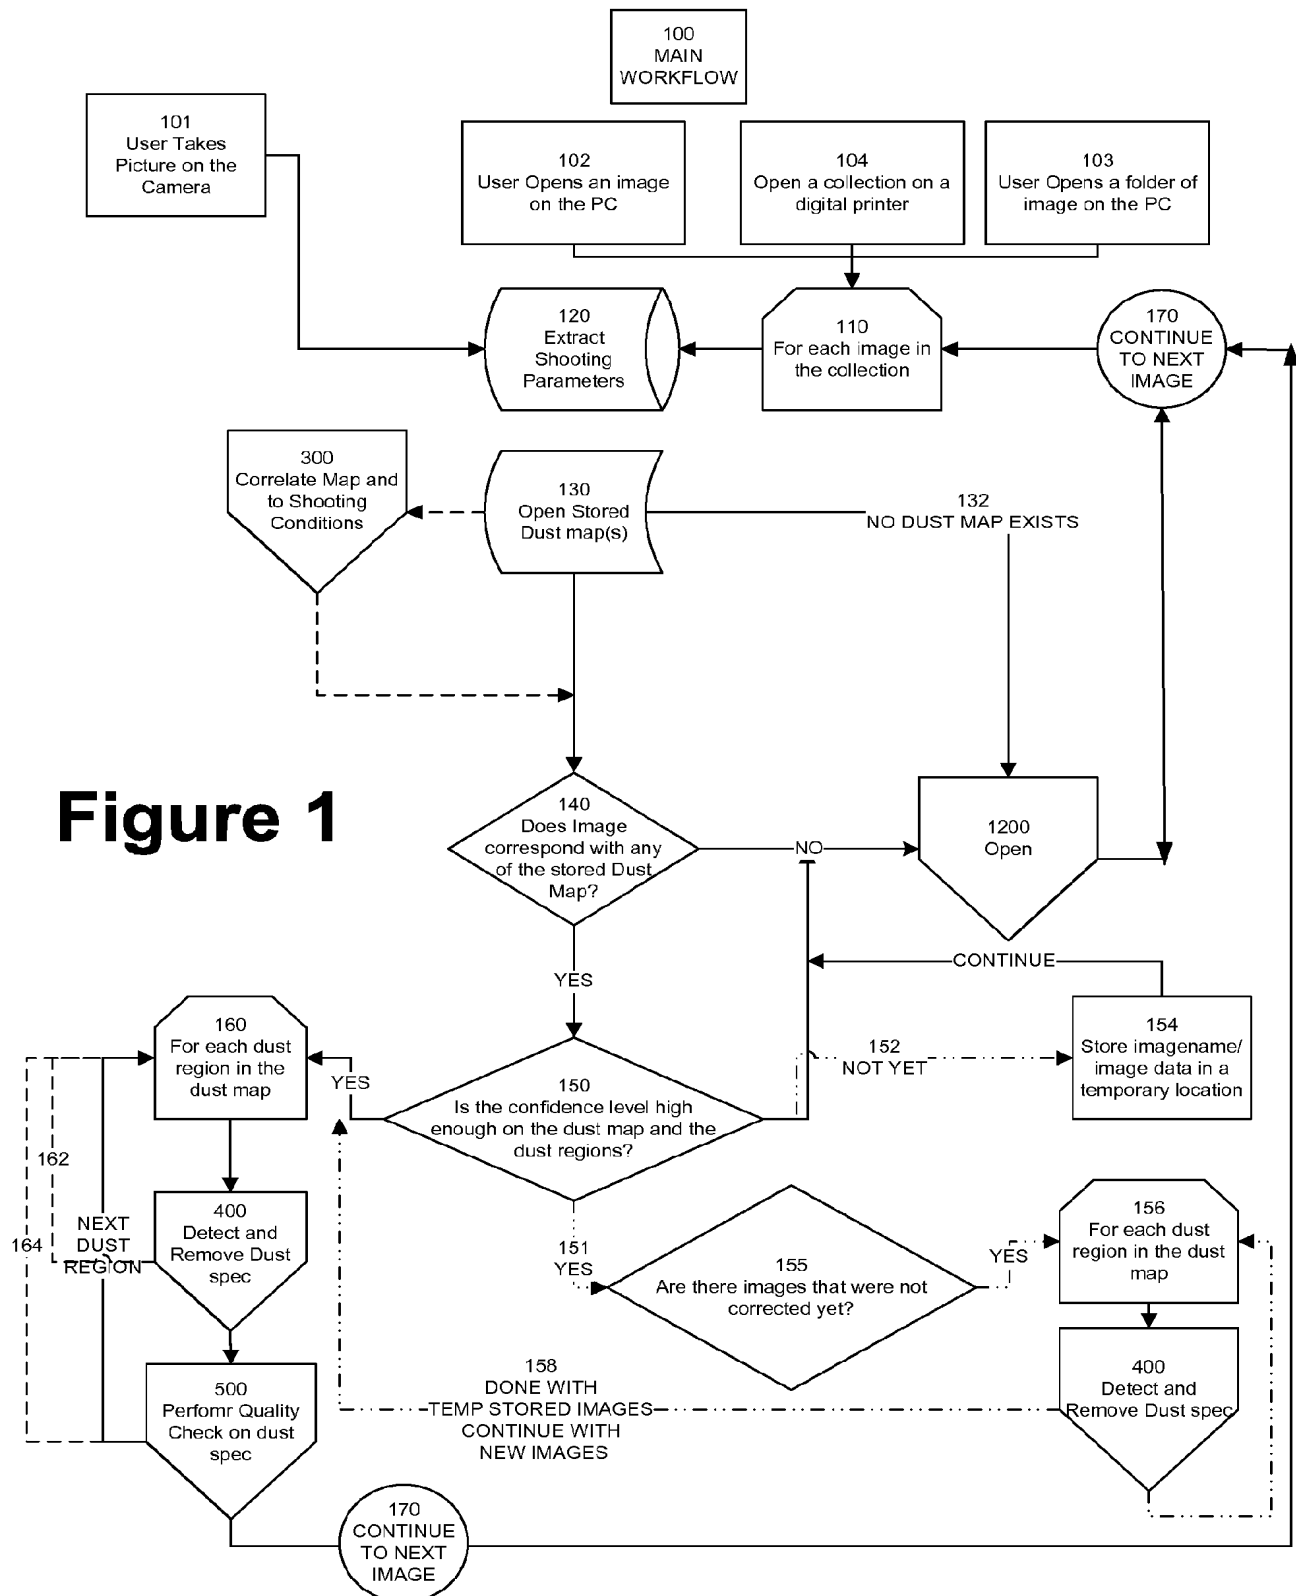 100
MAIN
WORKFLOW
101
User Takes
Picture on the
Camera
102
User Opens an image
on the PC
104
Open a collection on a
digital printer
103
User Opens a folder of
image on the PC
120
Extract
Shooting
Parameters
110
For each image in
the collection
170
CONTINUE
TO NEXT
IMAGE
300
Correlate Map and
to Shooting
Conditions
130
Open Stored
Dust map(s)
132
NO DUST MAP EXISTS
Figure 1
140
Does Image
correspond with any
of the stored Dust
Map?
NO
1200
Open
YES
CONTINUE
160
For each dust
region in the
dust map
YES
150
Is the confidence level high
enough on the dust map and the
dust regions?
152
NOT YET
154
Store imagename/
image data in a
temporary location
162
164
NEXT
DUST
REGION
400
Detect and
Remove Dust
spec
151
YES
155
Are there images that were not
corrected yet?
YES
156
For each dust
region in the dust
map
500
Perfomr Quality
Check on dust
spec
158
DONE WITH
TEMP STORED IMAGES
CONTINUE WITH
NEW IMAGES
400
Detect and
Remove Dust spec
170
CONTINUE
TO NEXT
IMAGE